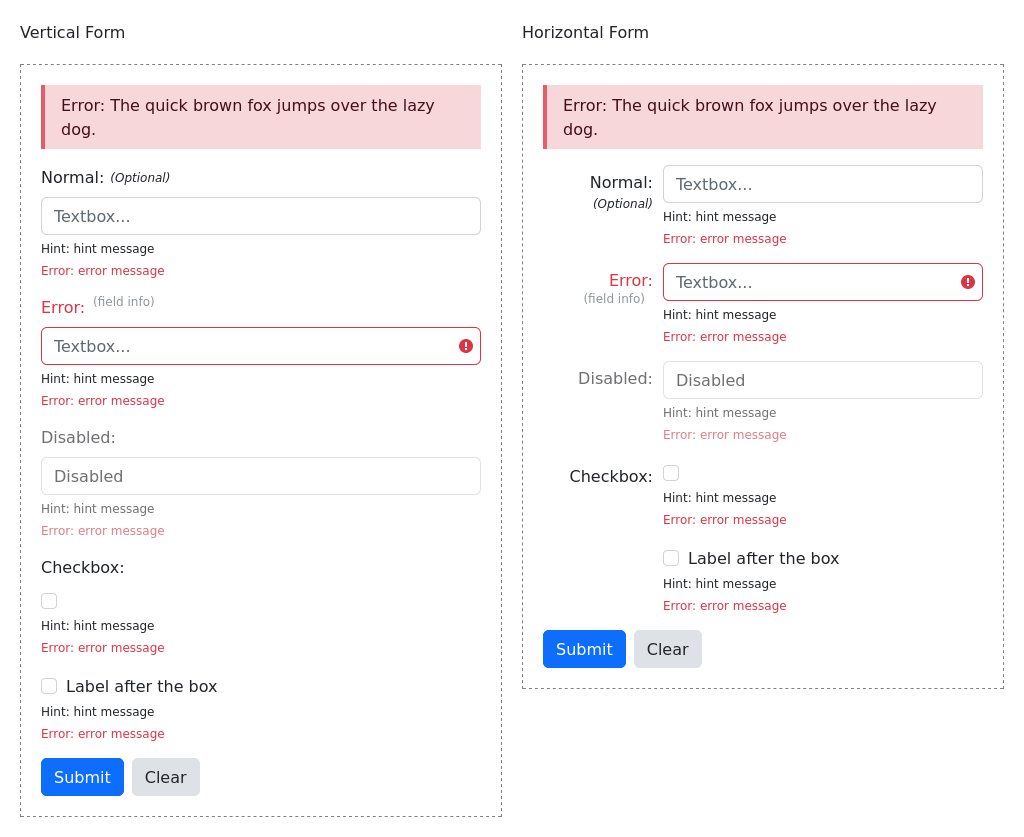 Vertical Form
Error: The quick brown fox jumps over the lazy
dog.
Normal: (Optional)
Textbox...
Hint: hint message
Error: error message
Error: (field info)
Textbox...
Hint: hint message
Error: error message
Disabled:
Disabled
Hint: hint message
Error: error message
Checkbox:
Hint: hint message
Error: error message
Label after the box
Hint: hint message
Error: error message
Submit Clear
Horizontal Form
Error: The quick brown fox jumps over the lazy
dog.
Normal: Textbox...
(Optional) Hint: hint message
Error: error message
Error: Textbox...
(field info) Hint: hint message
Error: error message
Disabled: Disabled
Hint: hint message
Error: error message
Checkbox:
Hint: hint message
Error: error message
Label after the box
Hint: hint message
Error: error message
Submit Clear